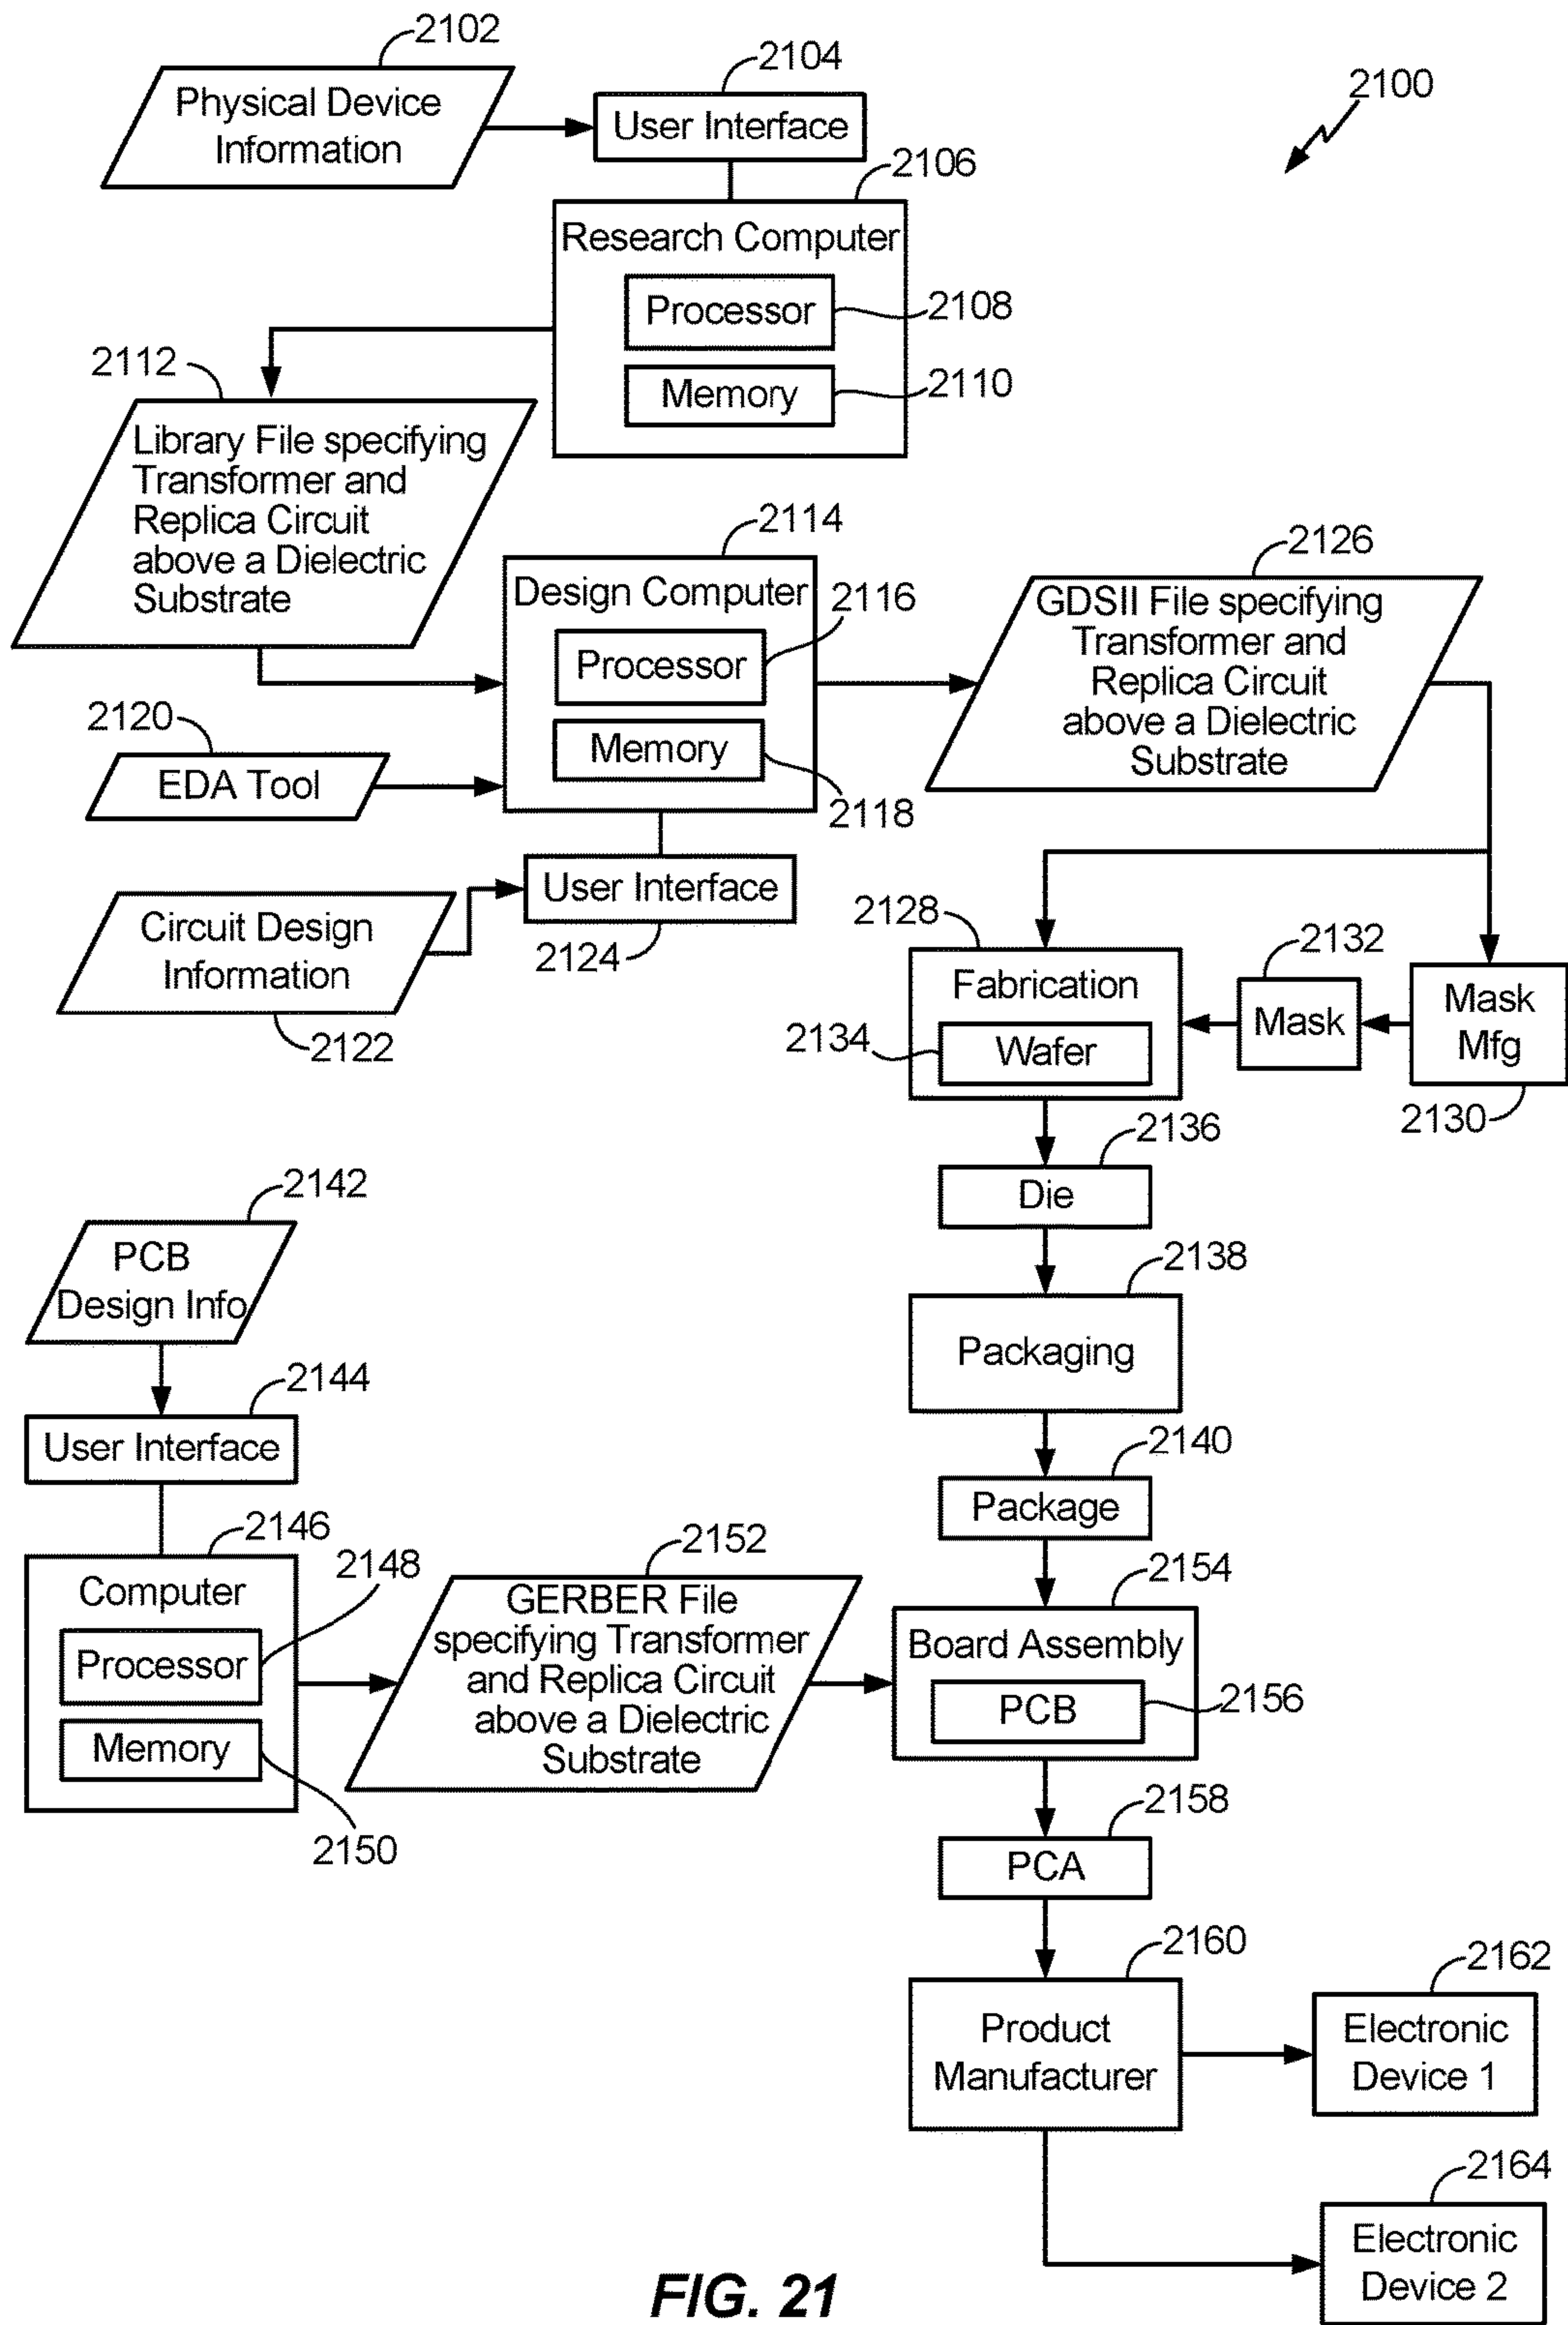 2102
Physical Device
Information
2104
User Interface
2100
2106
Research Computer
Processor
2108
Memory
2110
2112
Library File specifying
Transformer and
Replica Circuit
above a Dielectric
Substrate
2114
Design Computer
2116
Processor
Memory
2118
2120
EDA Tool
2126
GDSII File specifying
Transformer and
Replica Circuit
above a Dielectric
Substrate
User Interface
2124
Circuit Design
Information
2122
2128
Fabrication
2134
Wafer
2132
Mask
Mask
Mfg
2130
2136
Die
2138
Packaging
2140
Package
2142
PCB
Design Info
2144
User Interface
2146
Computer
2148
Processor
Memory
2150
2152
GERBER File
specifying Transformer
and Replica Circuit
above a Dielectric
Substrate
2154
Board Assembly
PCB
2156
2158
PCA
2160
Product
Manufacturer
2162
Electronic
Device 1
2164
Electronic
Device 2
FIG. 21